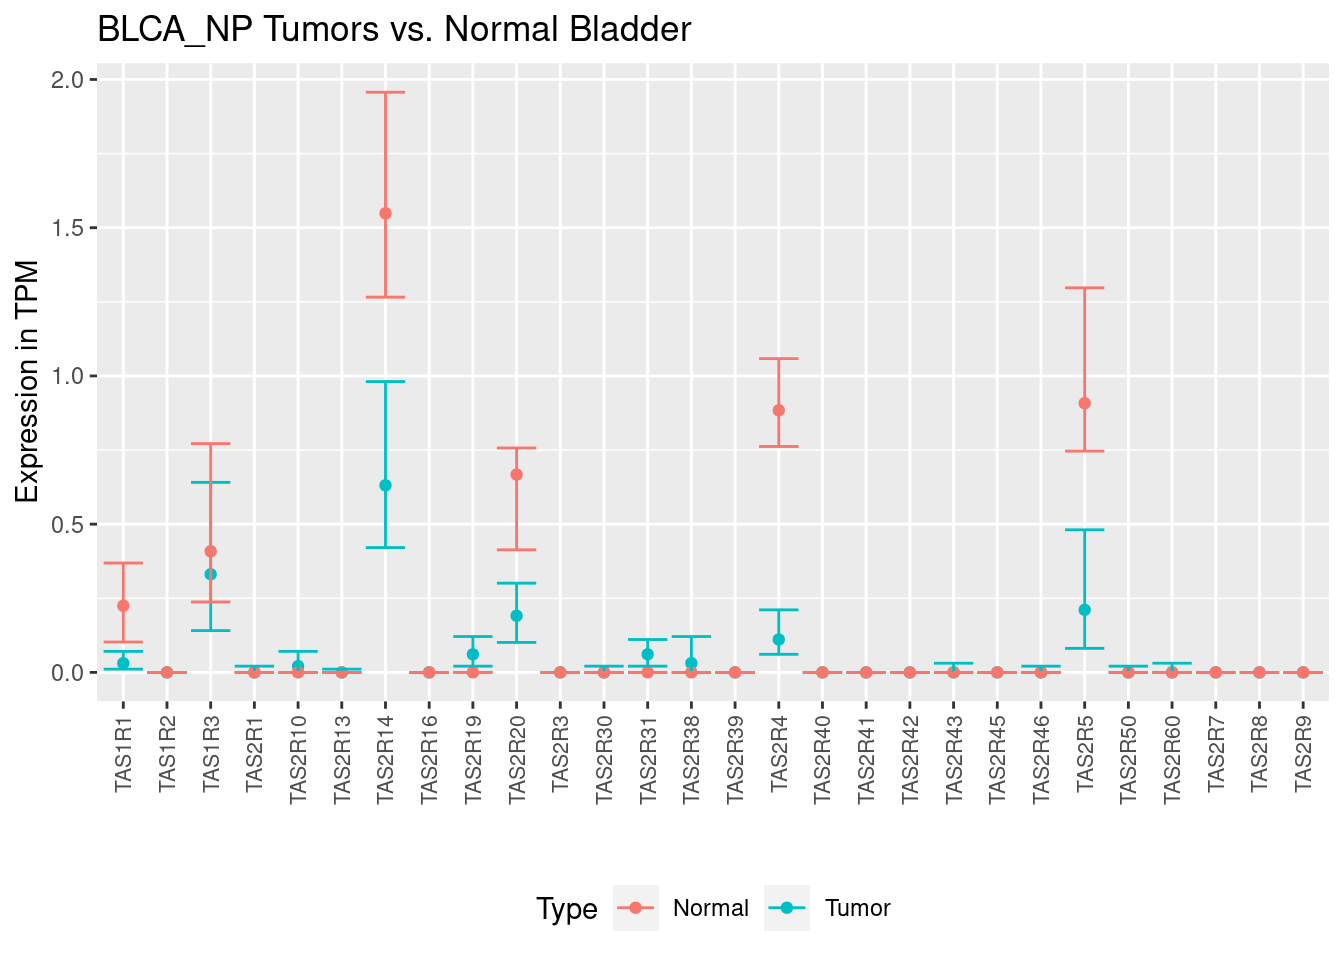 BLCA_NP Tumors vs. Normal Bladder
Expression in TPM
2.0
1.5
1.0
0.5
0.0
TAS1R1
TAS1R2
TAS1R3
TAS2R1
TAS2R10
TAS2R13
TAS2R14
TAS2R16
TAS2R19
TAS2R20
TAS2R3
TAS2R30
TAS2R31
TAS2R38
TAS2R39
TAS2R4
TAS2R40
TAS2R41
TAS2R42
TAS2R43
TAS2R45
TAS2R46
TAS2R5
TAS2R50
TAS2R60
TAS2R7
TAS2R8
TAS2R9
Type Normal Tumor